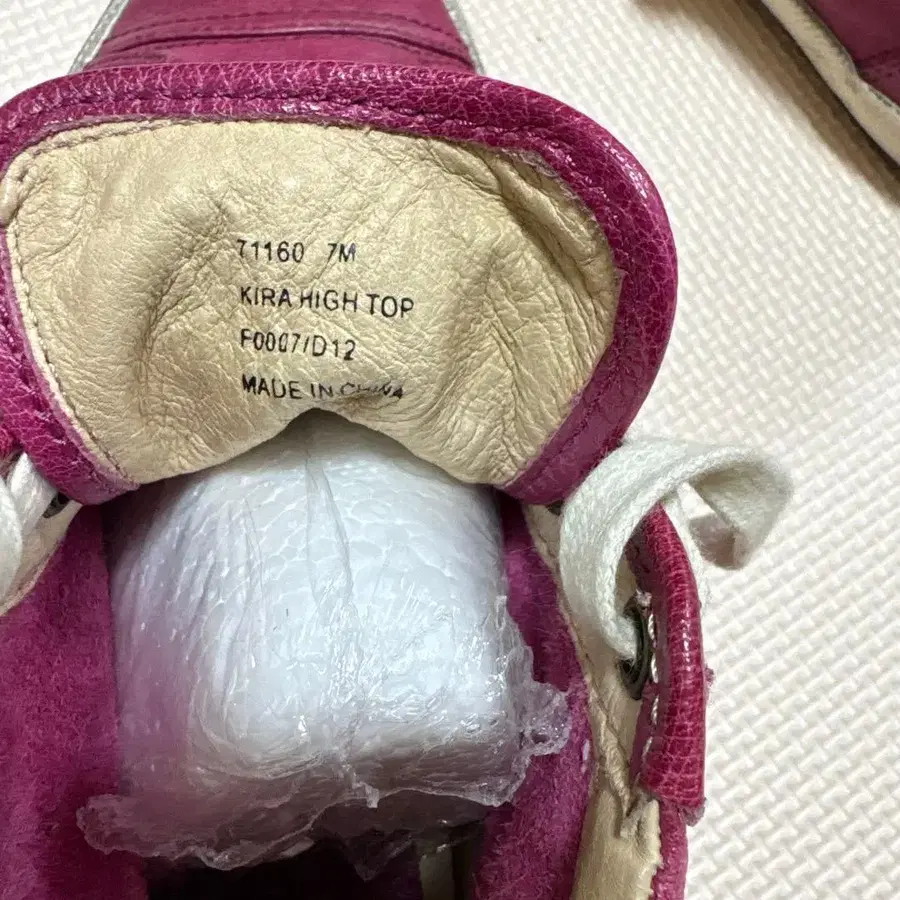 71160 7M
KIRA HIGH TOP
F0007/D12
MADE IN CHINA